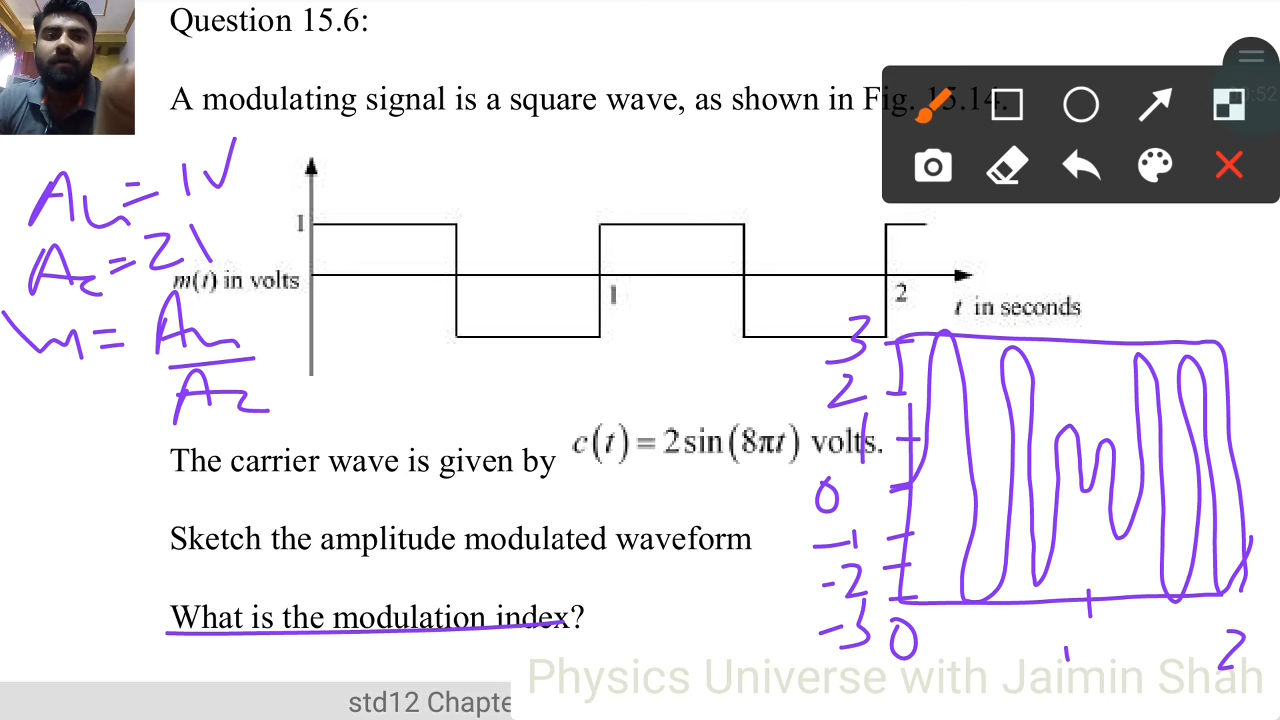 Question 15.6:
A modulating signal is a square wave, as shown in Fig. 15.14.
:52
Am = 1V
Ac = 2V
m = Am
Ac
1
m(t) in volts
1
2
t in seconds
The carrier wave is given by c(t) = 2 sin(8πt) volts.
Sketch the amplitude modulated waveform
What is the modulation index?
3
2
1
0
-1
-2
-3
0
1
2
Physics Universe with Jaimin Shah
std12 Chapte